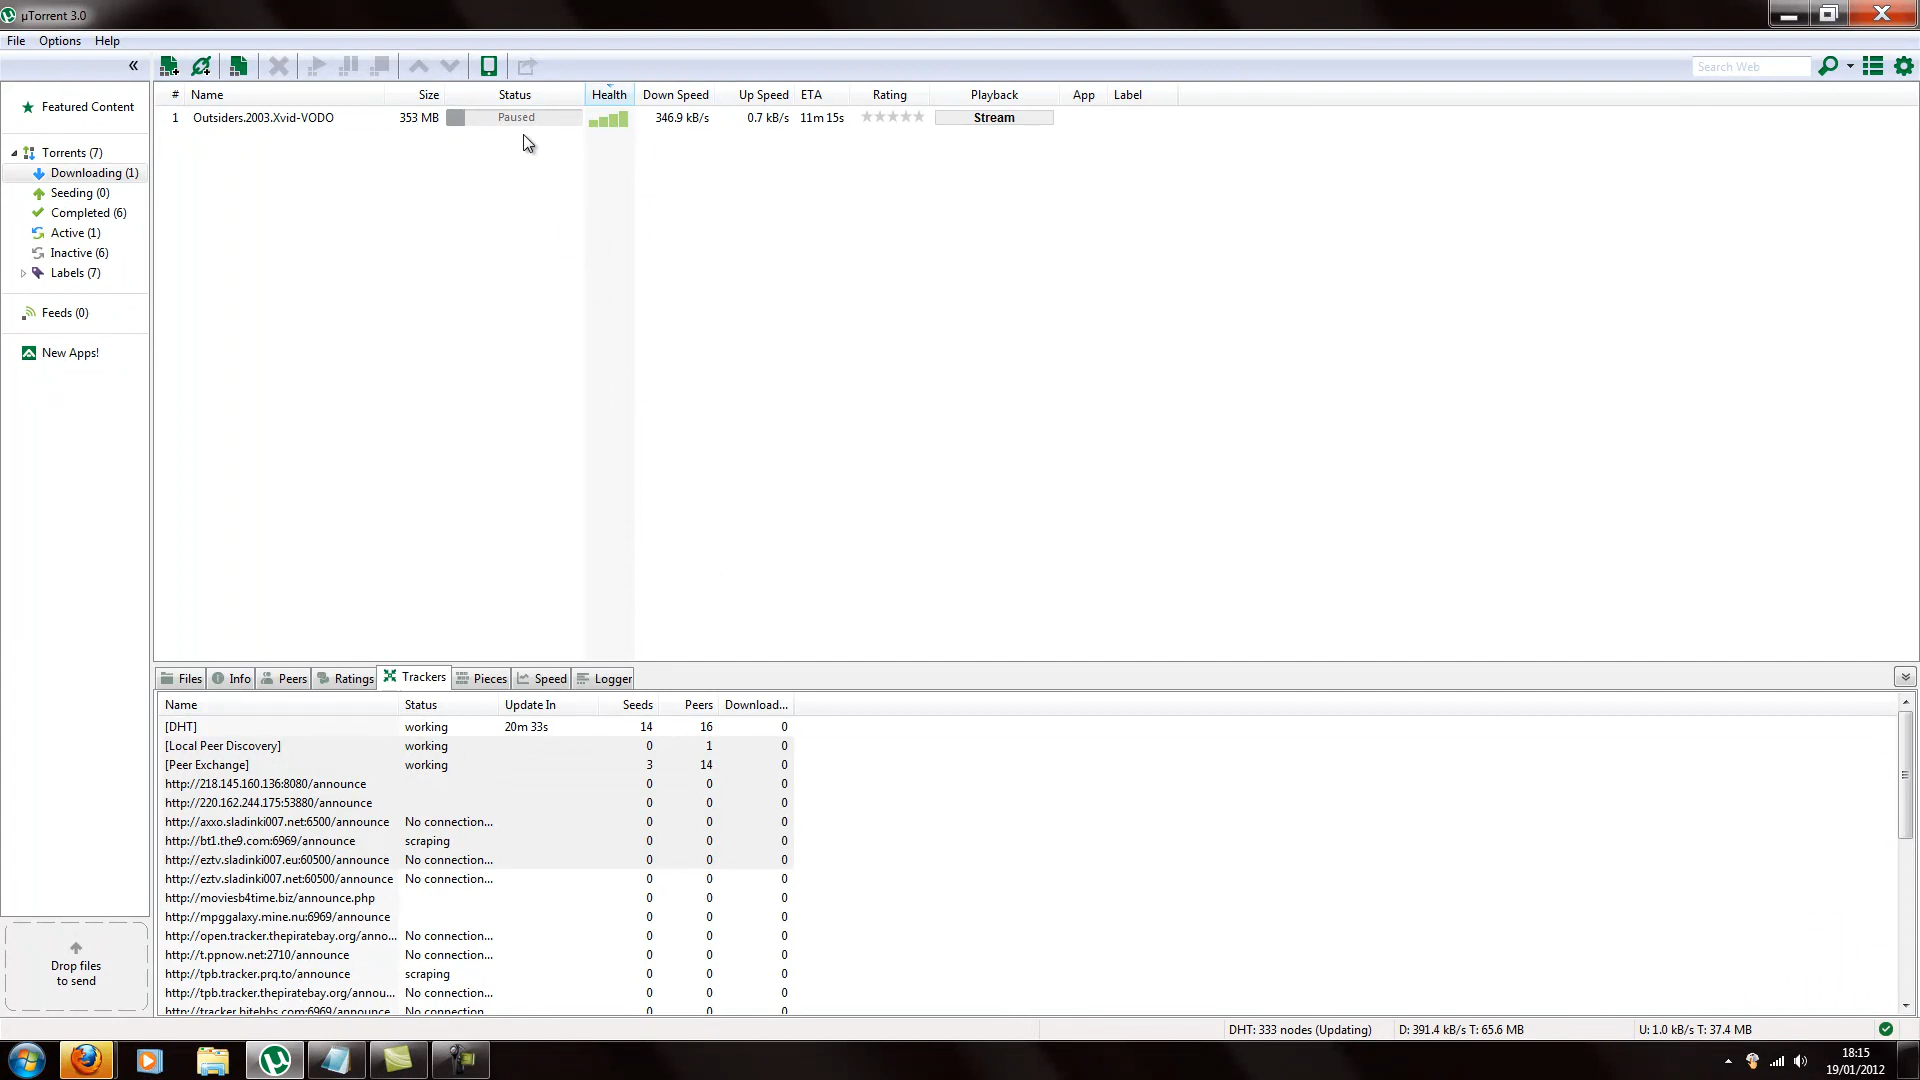 µTorrent 3.0
File Options Help
«
Search Web
★ Featured Content
Torrents (7)
Downloading (1)
Seeding (0)
Completed (6)
Active (1)
Inactive (6)
Labels (7)
Feeds (0)
New Apps!
Drop files
to send
# Name Size Status Health Down Speed Up Speed ETA Rating Playback App Label
1 Outsiders.2003.Xvid-VODO 353 MB Paused 346.9 kB/s 0.7 kB/s 11m 15s Stream
Files Info Peers Ratings Trackers Pieces Speed Logger
Name Status Update In Seeds Peers Download...
[DHT] working 20m 33s 14 16 0
[Local Peer Discovery] working 0 1 0
[Peer Exchange] working 3 14 0
http://218.145.160.136:8080/announce 0 0 0
http://220.162.244.175:53880/announce 0 0 0
http://axxo.sladinki007.net:6500/announce No connection... 0 0 0
http://bt1.the9.com:6969/announce scraping 0 0 0
http://eztv.sladinki007.eu:60500/announce No connection... 0 0 0
http://eztv.sladinki007.net:60500/announce No connection... 0 0 0
http://moviesb4time.biz/announce.php 0 0 0
http://mpggalaxy.mine.nu:6969/announce 0 0 0
http://open.tracker.thepiratebay.org/anno... No connection... 0 0 0
http://t.ppnow.net:2710/announce No connection... 0 0 0
http://tpb.tracker.prq.to/announce scraping 0 0 0
http://tpb.tracker.thepiratebay.org/annou... No connection... 0 0 0
http://tracker.bitebbs.com:6969/announce No connection 0 0 0
DHT: 333 nodes (Updating) D: 391.4 kB/s T: 65.6 MB U: 1.0 kB/s T: 37.4 MB
18:15
19/01/2012